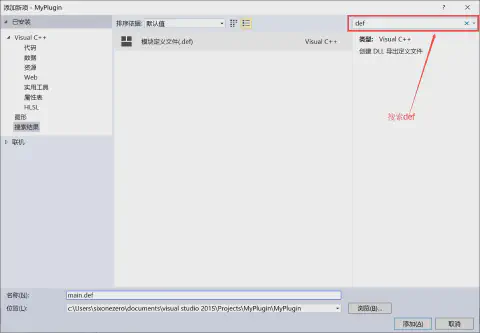 添加新项 - MyPlugin
已安装
排序依据: 默认值
def
Visual C++
代码
数据
资源
Web
实用工具
属性表
HLSL
图形
搜索结果
联机
模块定义文件(.def)
Visual C++
类型: Visual C++
创建 DLL 导出定义文件
搜索def
名称(N): main.def
位置(L): c:\users\sixonezero\documents\visual studio 2015\Projects\MyPlugin\MyPlugin
浏览(B)...
添加(A)
取消